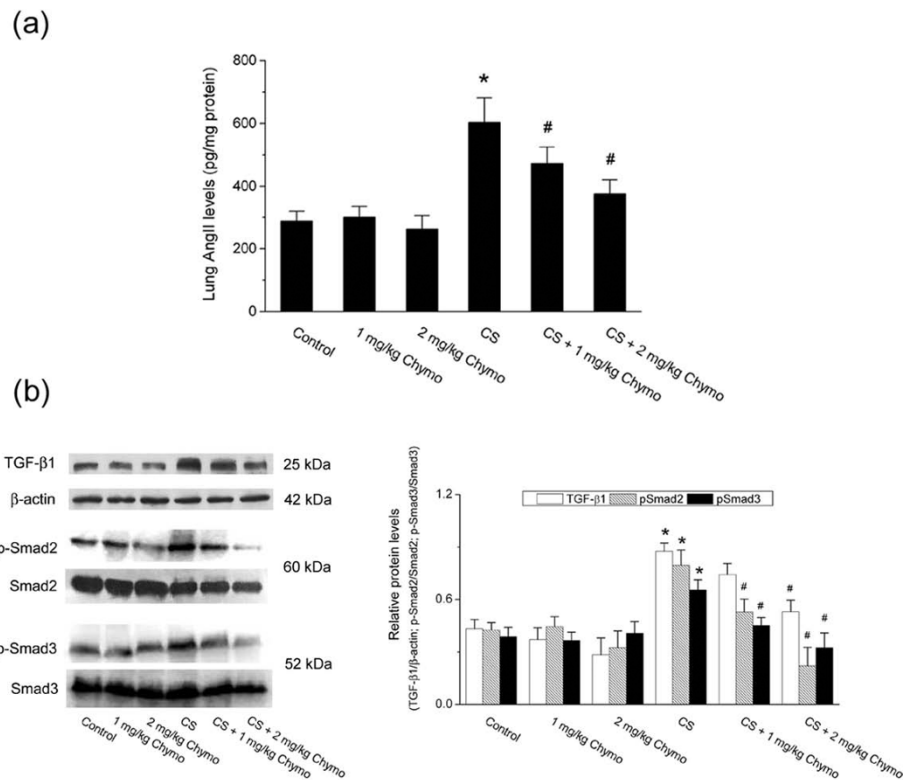 (a)
800
600
400
200
0
Lung AngII levels (pg/mg protein)
*
#
#
Control
1 mg/kg Chymo
2 mg/kg Chymo
CS
CS + 1 mg/kg Chymo
CS + 2 mg/kg Chymo
(b)
TGF-β1 25 kDa
β-actin 42 kDa
p-Smad2
60 kDa
Smad2
p-Smad3
52 kDa
Smad3
Control
1 mg/kg Chymo
2 mg/kg Chymo
CS
CS + 1 mg/kg Chymo
CS + 2 mg/kg Chymo
Relative protein levels
(TGF-β1/β-actin; p-Smad2/Smad2; p-Smad3/Smad3)
1.2
0.6
0.0
TGF-β1 pSmad2 pSmad3
* * *
# #
# # #
Control
1 mg/kg Chymo
2 mg/kg Chymo
CS
CS + 1 mg/kg Chymo
CS + 2 mg/kg Chymo